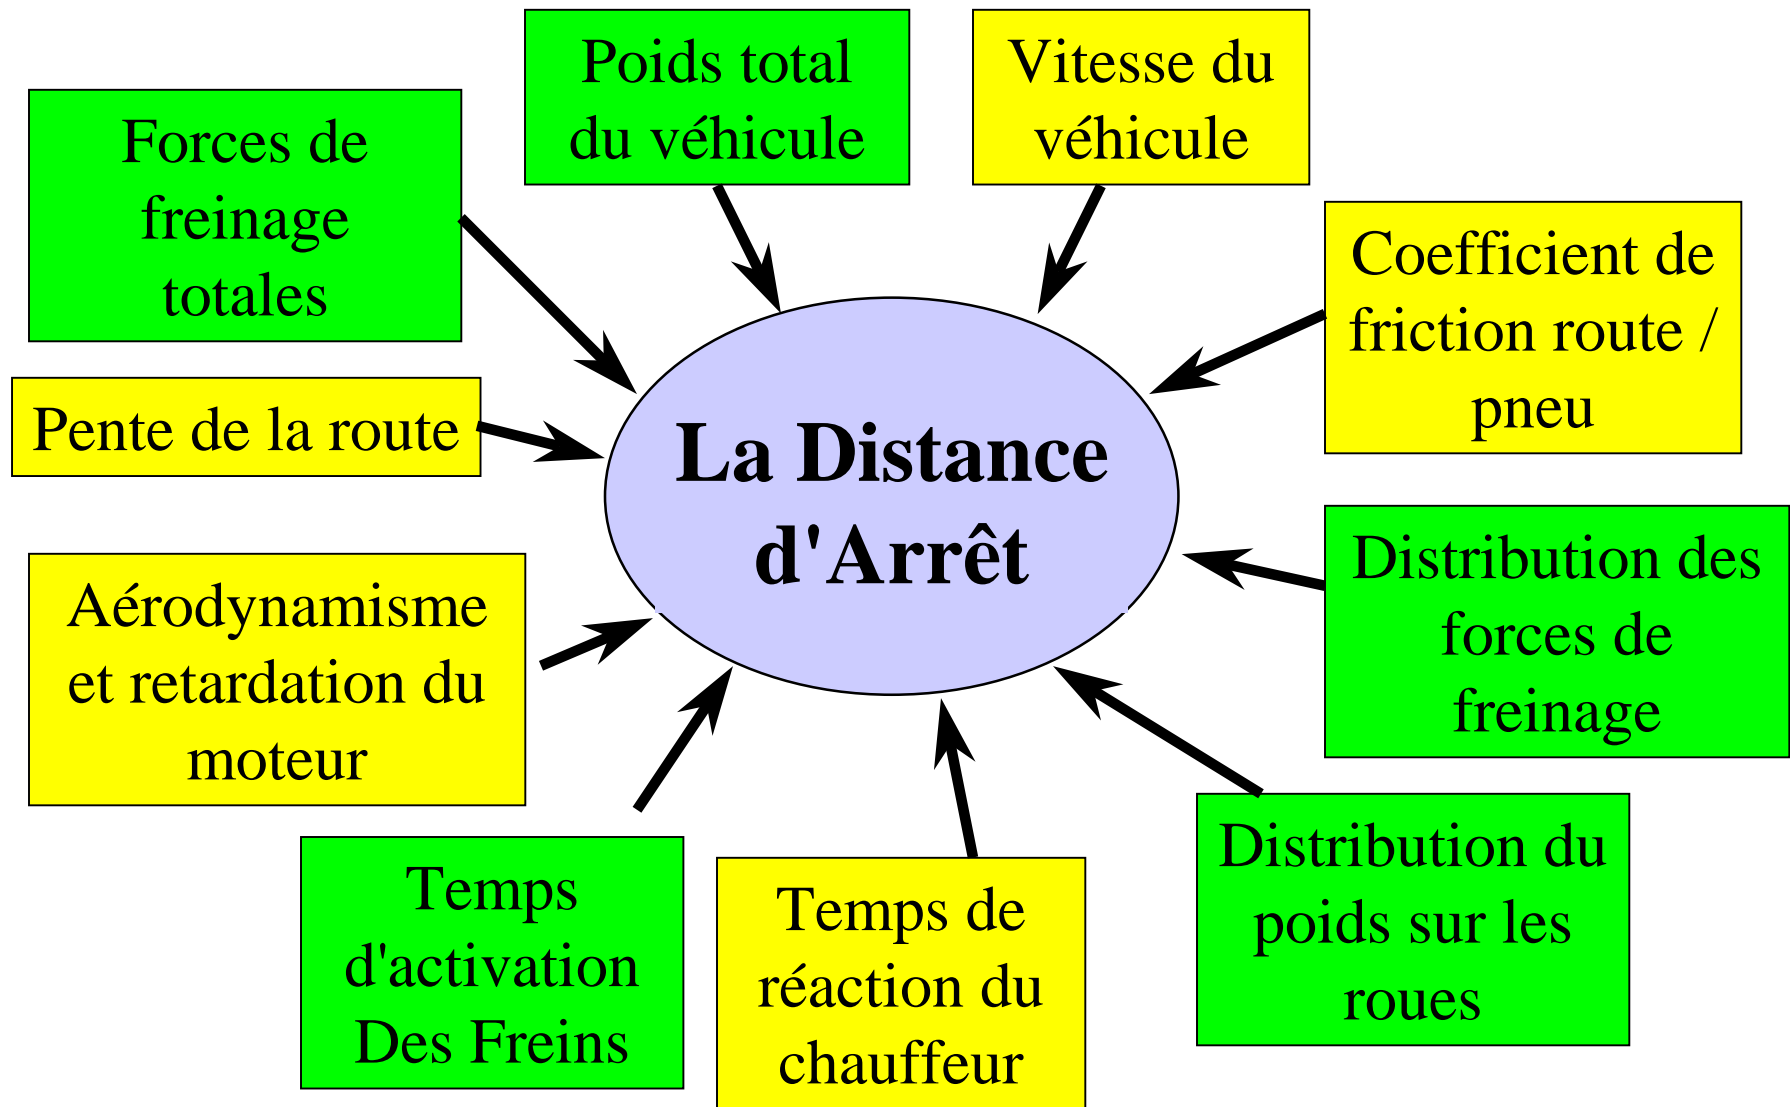 Poids total
du véhicule
Vitesse du
véhicule
Forces de
freinage
totales
Coefficient de
friction route /
pneu
Pente de la route
La Distance
d'Arrêt
Distribution des
forces de
freinage
Aérodynamisme
et retardation du
moteur
Distribution du
poids sur les
roues
Temps
d'activation
Des Freins
Temps de
réaction du
chauffeur